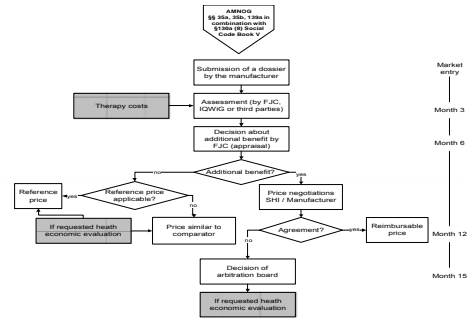 AMNOG
§§ 35a, 35b, 139a in
combination with
§130a (8) Social
Code Book V
Submission of a dossier
by the manufacturer
Market
entry
Therapy costs
Assessment (by FJC,
IQWiG or third parties)
Month 3
Decision about
additional benefit by
FJC (appraisal)
Month 6
no
Additional benefit?
yes
Reference
price
yes
Reference price
applicable?
no
Price negotiations
SHI / Manufacturer
If requested heath
economic evaluation
Price similar to
comparator
no
Agreement?
yes
Reimbursable
price
Month 12
Decision of
arbitration board
Month 15
If requested heath
economic evaluation